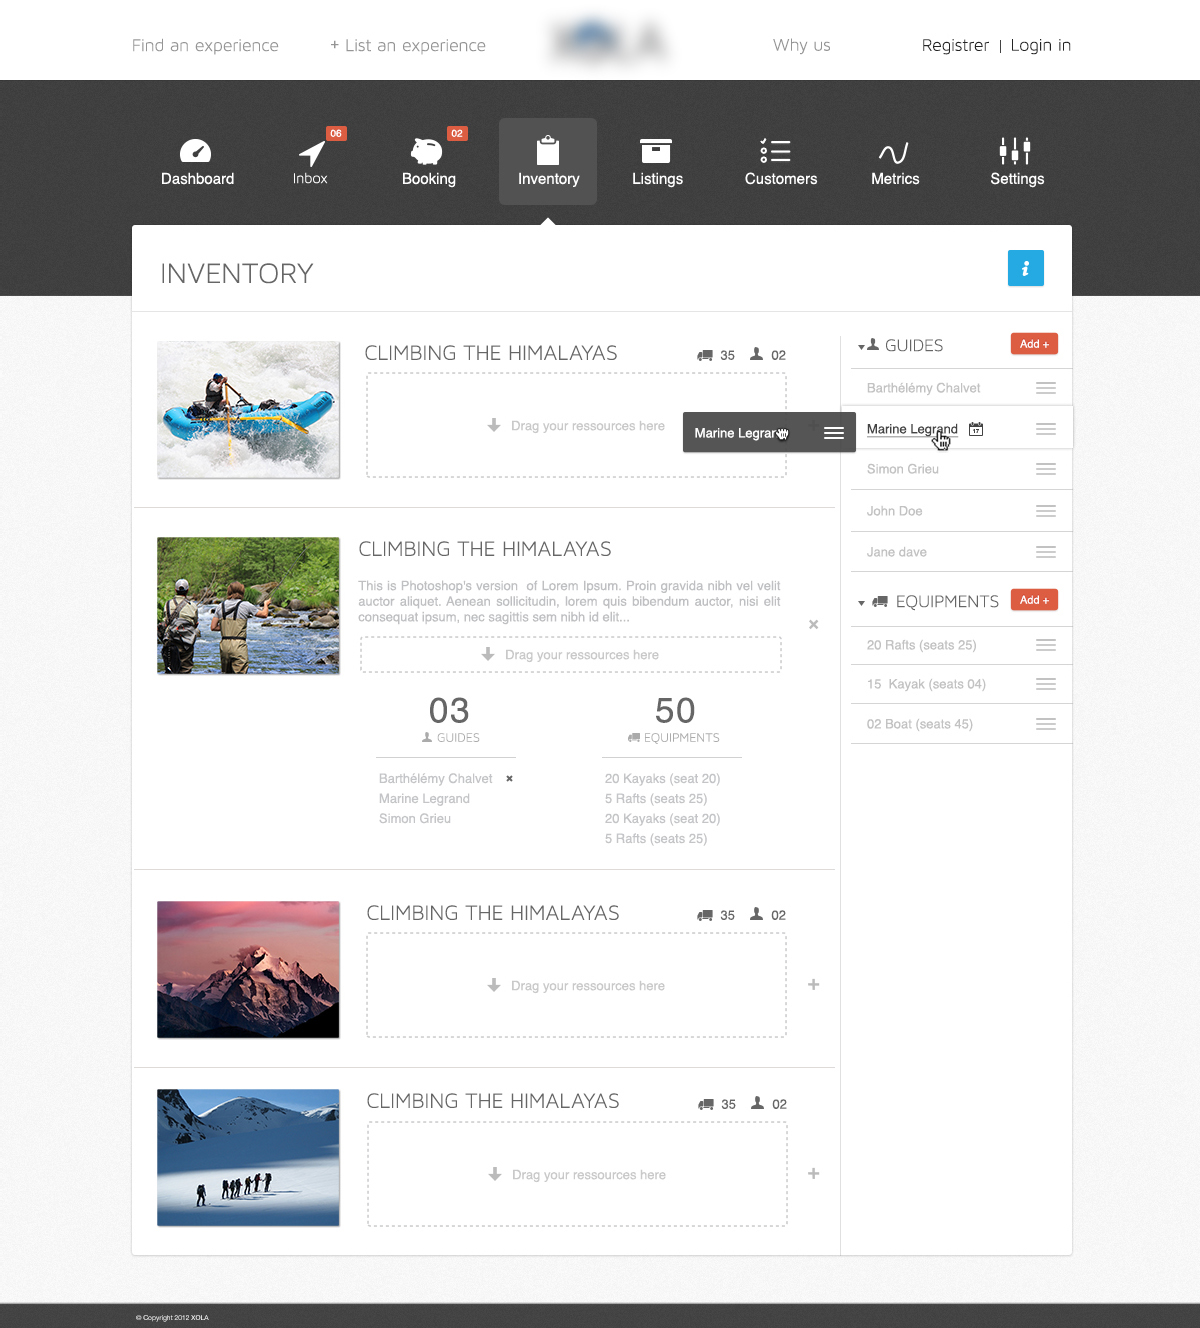 Find an experience
+ List an experience
XOLA
Why us
Registrer | Login in
06
02
Dashboard
Inbox
Booking
Inventory
Listings
Customers
Metrics
Settings
INVENTORY
i
CLIMBING THE HIMALAYAS
35 02
Drag your ressources here
Marine Legrand
GUIDES
Add +
Barthélémy Chalvet
Marine Legrand
17
Simon Grieu
John Doe
Jane dave
EQUIPMENTS
Add +
20 Rafts (seats 25)
15 Kayak (seats 04)
02 Boat (seats 45)
CLIMBING THE HIMALAYAS
This is Photoshop's version of Lorem Ipsum. Proin gravida nibh vel velit
auctor aliquet. Aenean sollicitudin, lorem quis bibendum auctor, nisi elit
consequat ipsum, nec sagittis sem nibh id elit...
Drag your ressources here
03
GUIDES
Barthélémy Chalvet
Marine Legrand
Simon Grieu
50
EQUIPMENTS
20 Kayaks (seat 20)
5 Rafts (seats 25)
20 Kayaks (seat 20)
5 Rafts (seats 25)
CLIMBING THE HIMALAYAS
35 02
Drag your ressources here
+
CLIMBING THE HIMALAYAS
35 02
Drag your ressources here
+
© Copyright 2012 XOLA